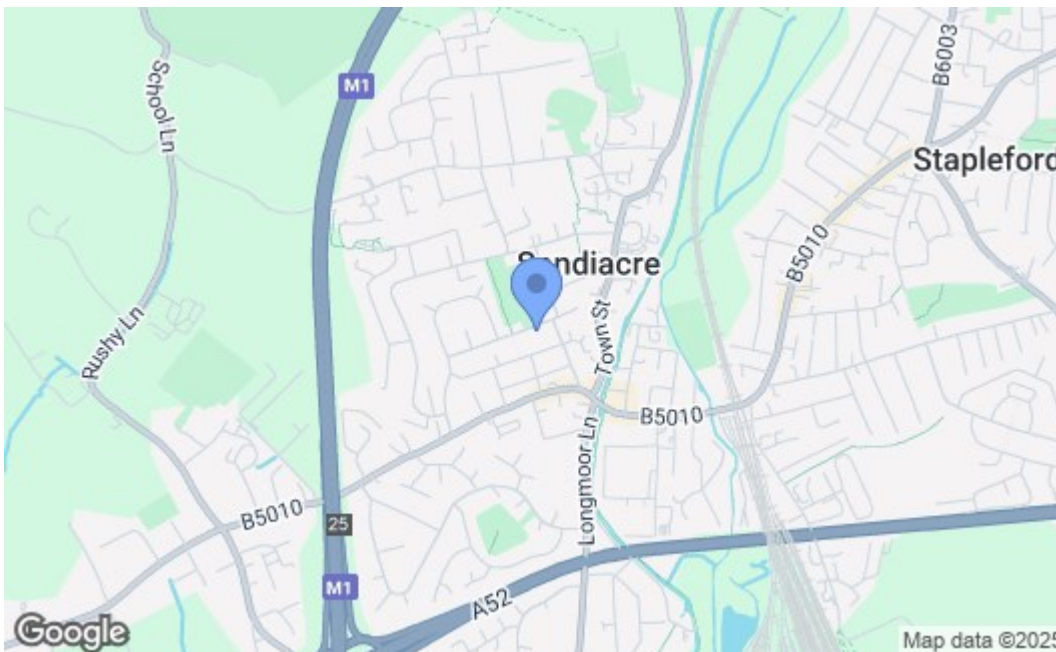 M1
School Ln
B6003
Stapleford
Sandiacre
B5010
Rushy Ln
Town St
B5010
Longmoor Ln
B5010
25
M1
A52
Google
Map data ©2025